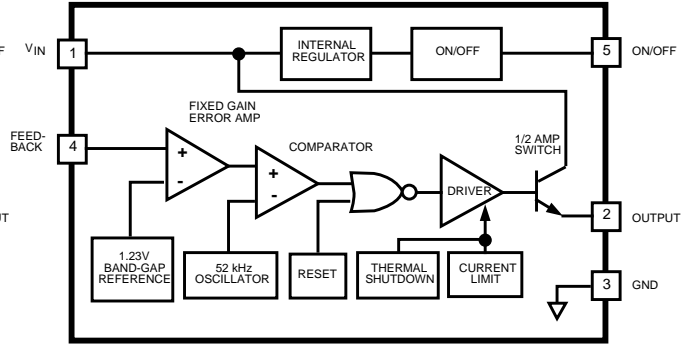 F
VIN
1
INTERNAL
REGULATOR
ON/OFF
5
ON/OFF
FIXED GAIN
ERROR AMP
FEED-
BACK
4
+
-
COMPARATOR
+
-
1/2 AMP
SWITCH
DRIVER
2
OUTPUT
UT
1.23V
BAND-GAP
REFERENCE
52 kHz
OSCILLATOR
RESET
THERMAL
SHUTDOWN
CURRENT
LIMIT
3
GND